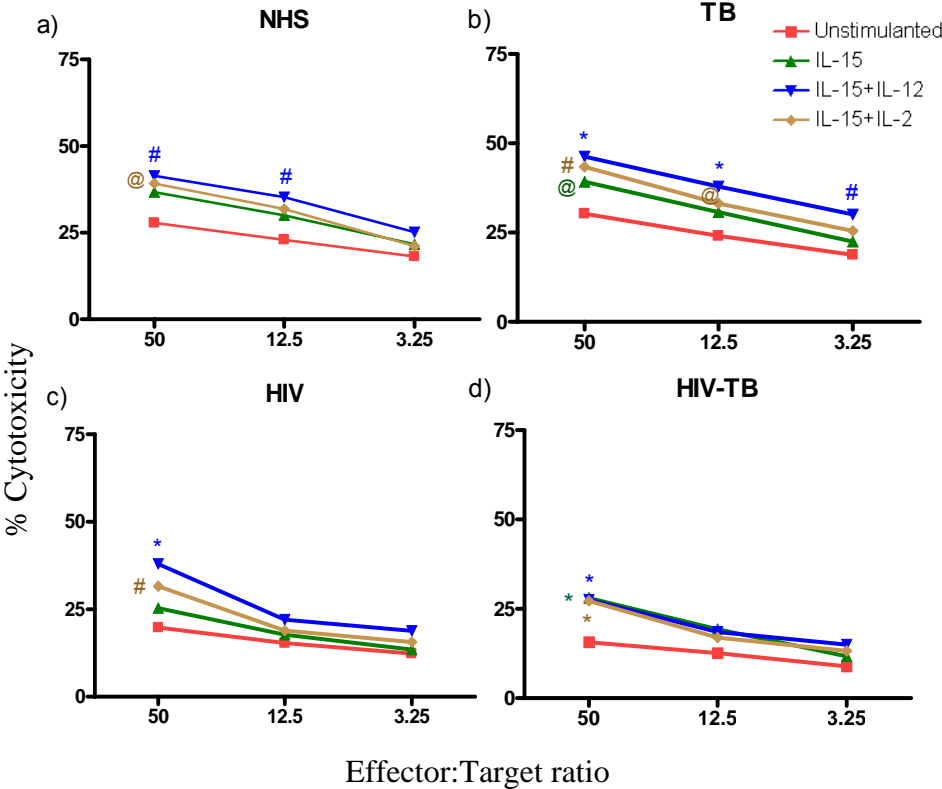 a) NHS
75
50
25
0
# #
@
50 12.5 3.25
b) TB
Unstimulanted
IL-15
IL-15+IL-12
IL-15+IL-2
75
50
25
0
* *
# @ #
@
50 12.5 3.25
c) HIV
75
50
25
0
*
#
50 12.5 3.25
d) HIV-TB
75
50
25
0
*
*
*
50 12.5 3.25
% Cytotoxicity
Effector:Target ratio